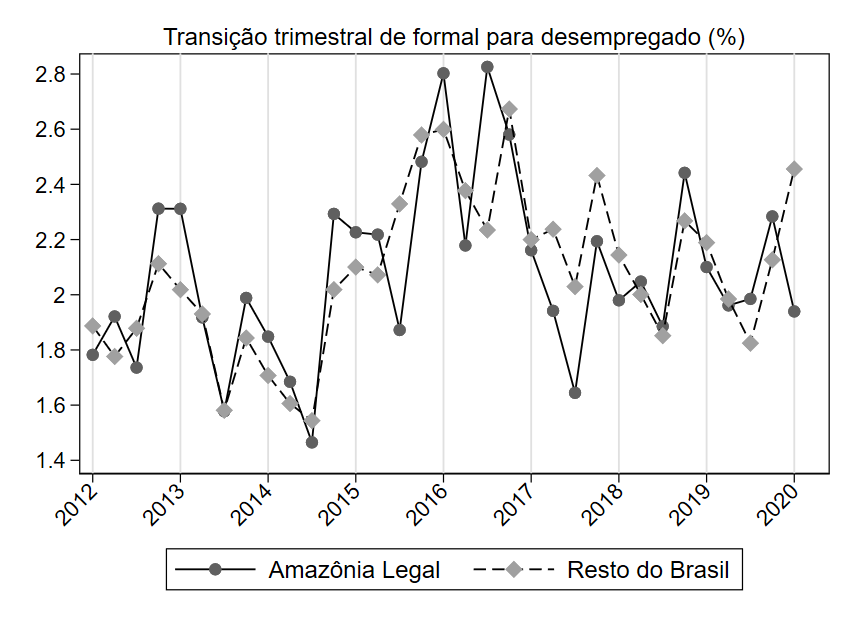 Transição trimestral de formal para desempregado (%)
2.8
2.6
2.4
2.2
2
1.8
1.6
1.4
2012 2013 2014 2015 2016 2017 2018 2019 2020
Amazônia Legal Resto do Brasil